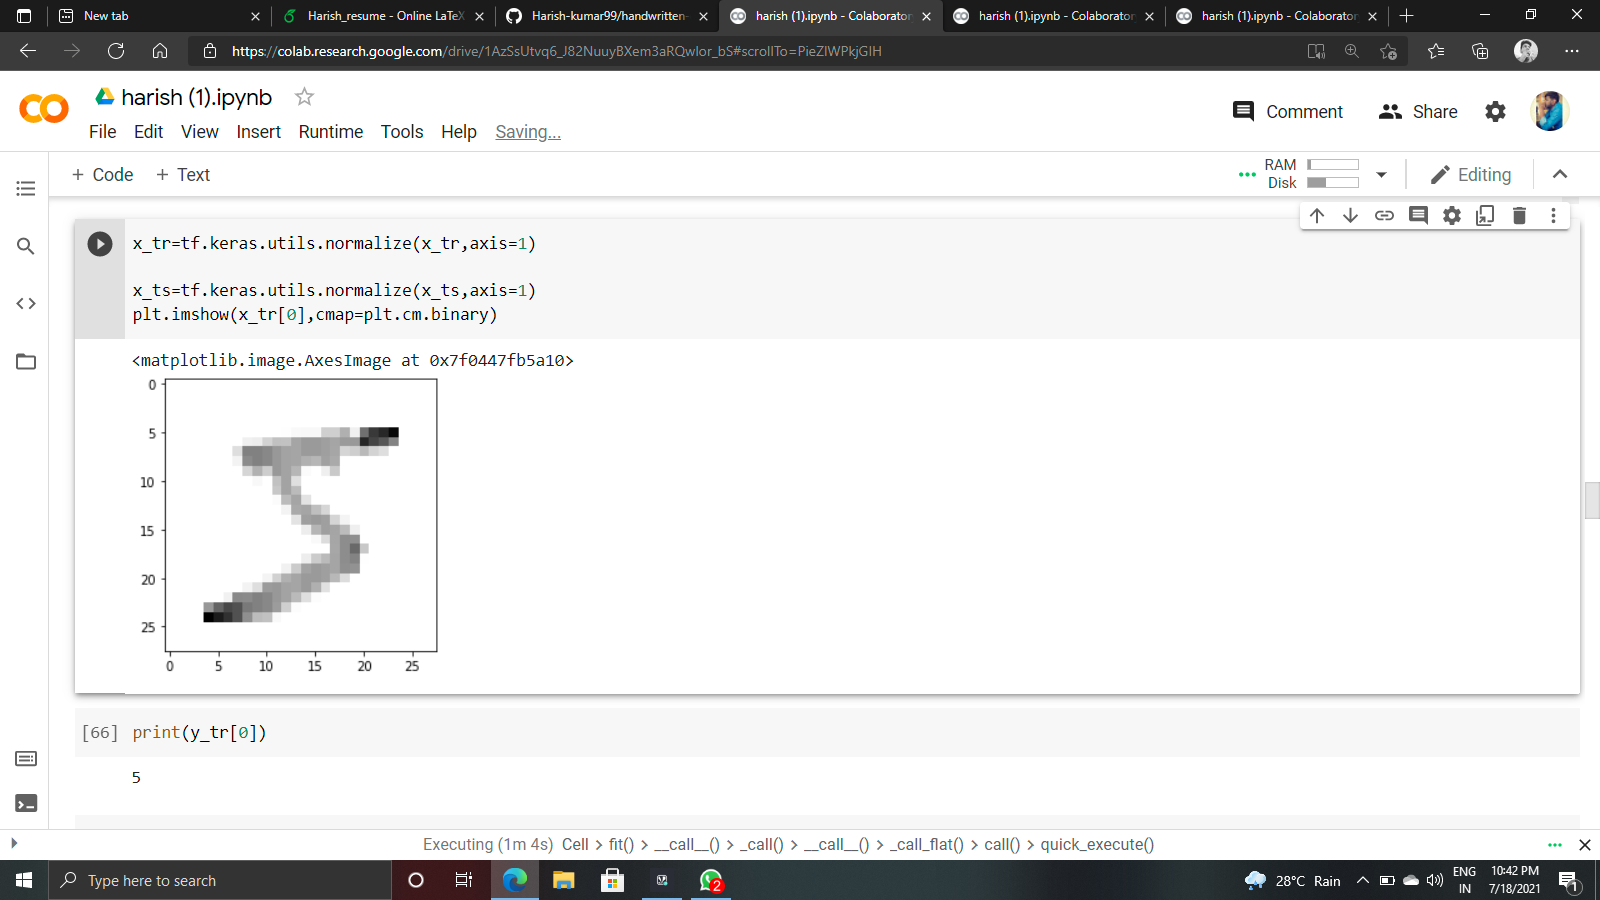 New tab
Harish_resume - Online LaTeX
Harish-kumar99/handwritten-
harish (1).ipynb - Colaborator
harish (1).ipynb - Colaborator
harish (1).ipynb - Colaborator
https://colab.research.google.com/drive/1AzSsUtvq6_J82NuuyBXem3aRQwIor_bS#scrollTo=PieZlWPkjGlH
harish (1).ipynb
Comment
Share
File Edit View Insert Runtime Tools Help Saving...
+ Code + Text
RAM
Disk
Editing
x_tr=tf.keras.utils.normalize(x_tr,axis=1)
x_ts=tf.keras.utils.normalize(x_ts,axis=1)
plt.imshow(x_tr[0],cmap=plt.cm.binary)
<matplotlib.image.AxesImage at 0x7f0447fb5a10>
0
5
10
15
20
25
0 5 10 15 20 25
[66] print(y_tr[0])
5
Executing (1m 4s) Cell > fit() > __call__() > _call() > __call__() > _call_flat() > call() > quick_execute()
Type here to search
2
28°C Rain
ENG
IN
10:42 PM
7/18/2021
1